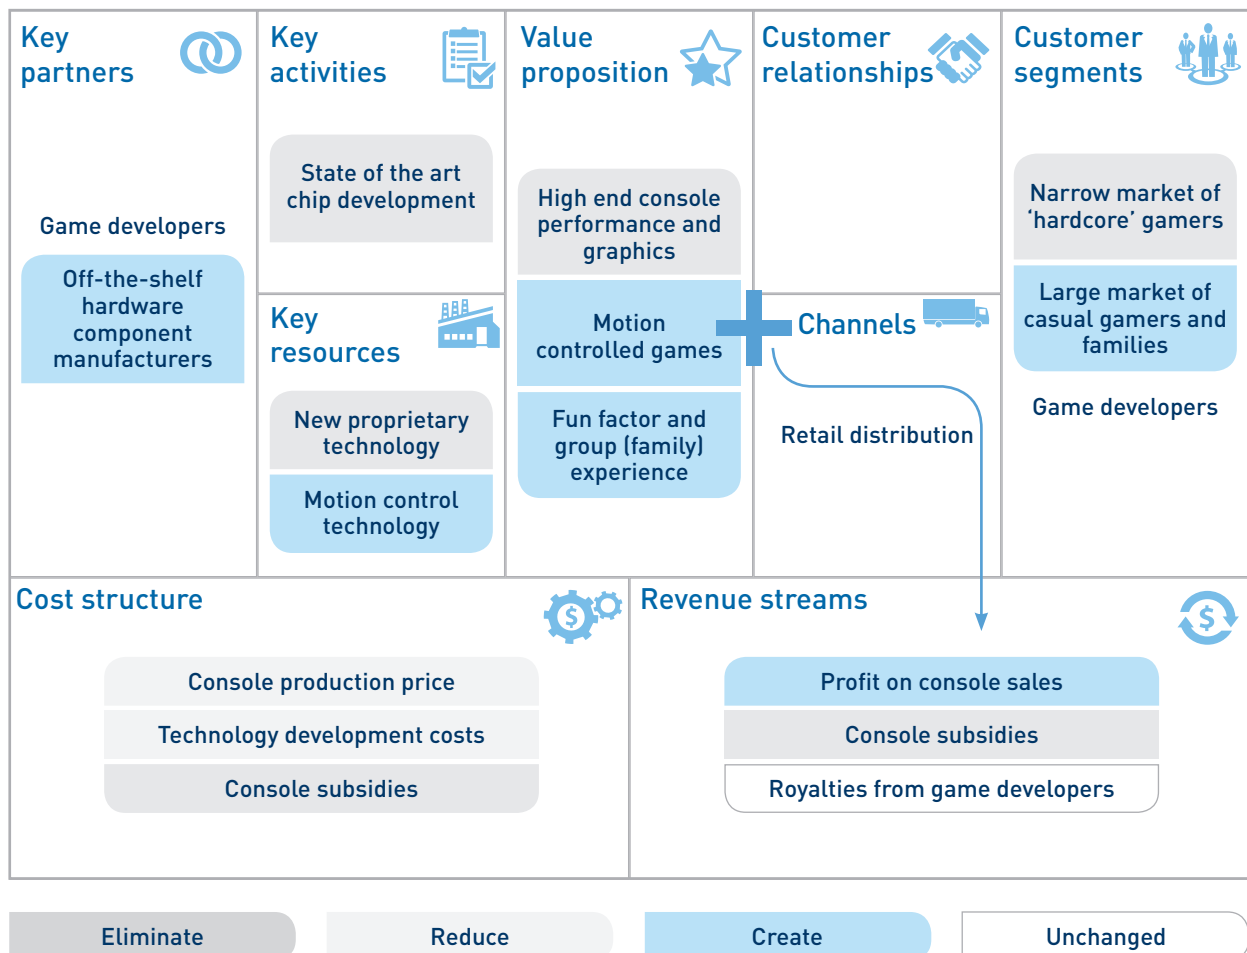 Key
partners
Game developers
Off-the-shelf
hardware
component
manufacturers
Key
activities
State of the art
chip development
Key
resources
New proprietary
technology
Motion control
technology
Value
proposition
High end console
performance and
graphics
Motion
controlled games
Fun factor and
group (family)
experience
Customer
relationships
Channels
Retail distribution
Customer
segments
Narrow market of
‘hardcore’ gamers
Large market of
casual gamers and
families
Game developers
Cost structure
$
Console production price
Technology development costs
Console subsidies
Revenue streams
$
Profit on console sales
Console subsidies
Royalties from game developers
Eliminate
Reduce
Create
Unchanged